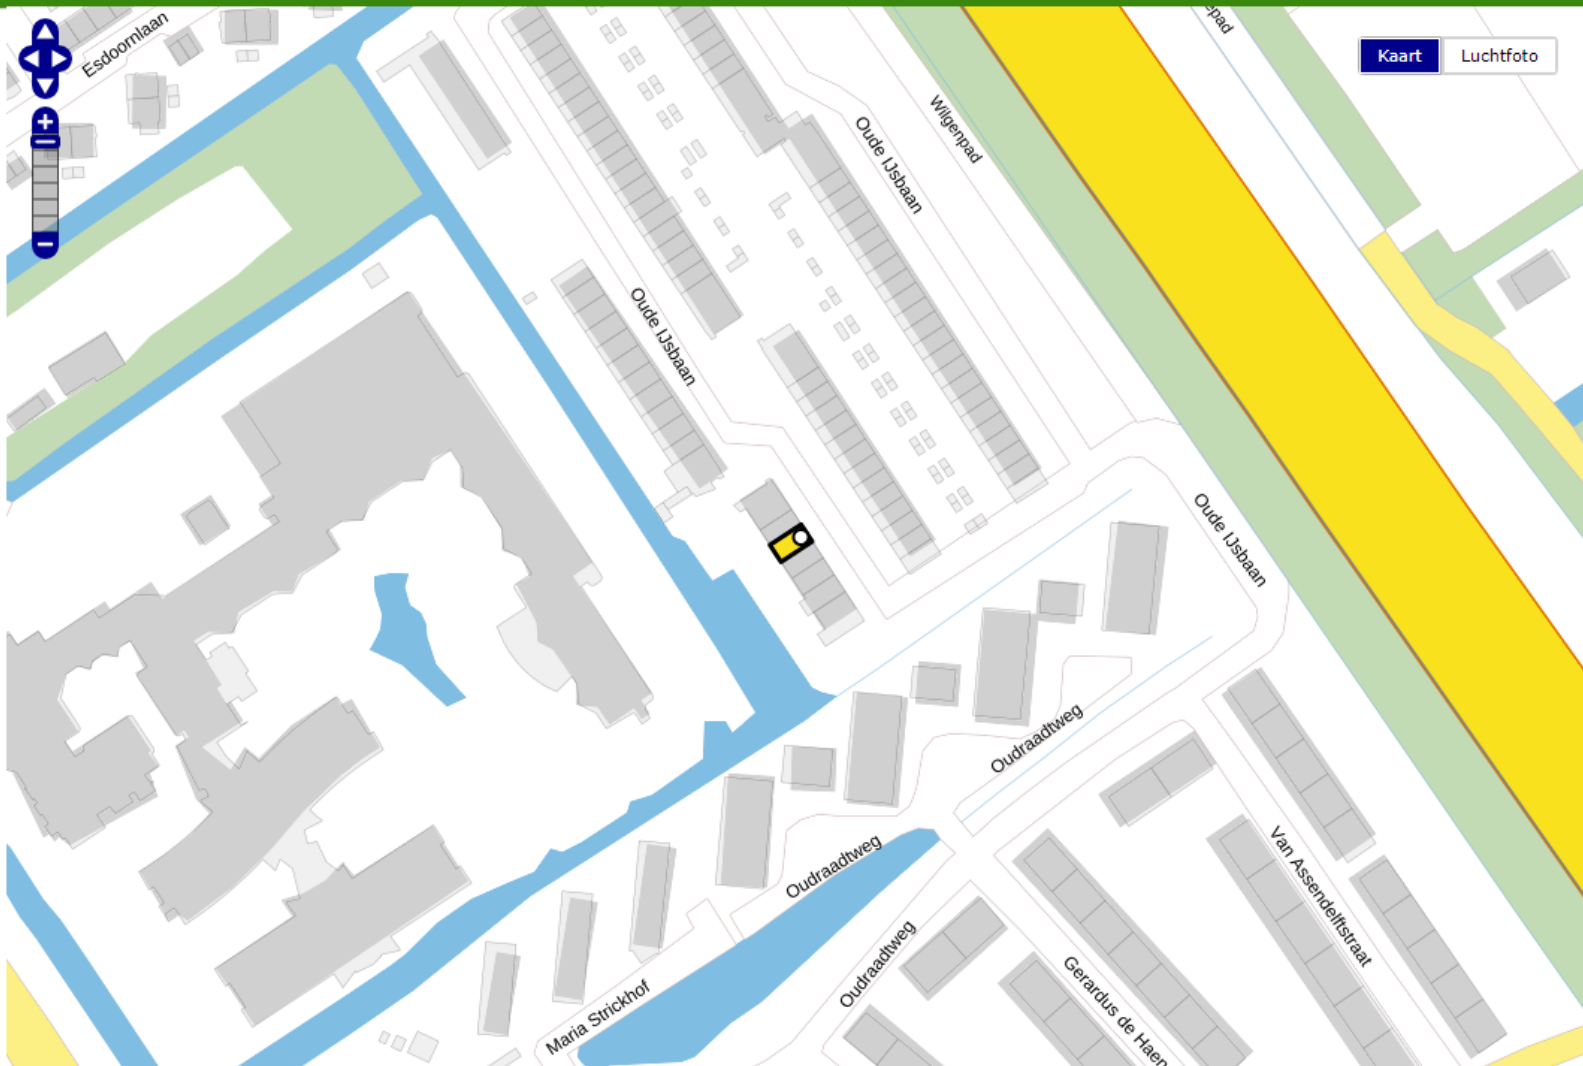 Esdoornlaan
epad
Kaart
Luchtfoto
Wilgenpad
Oude IJsbaan
Oude IJsbaan
Oude IJsbaan
Oudraadtweg
Oudraadtweg
Oudraadtweg
Van Assendelftstraat
Gerardus de Haen
Maria Strickhof